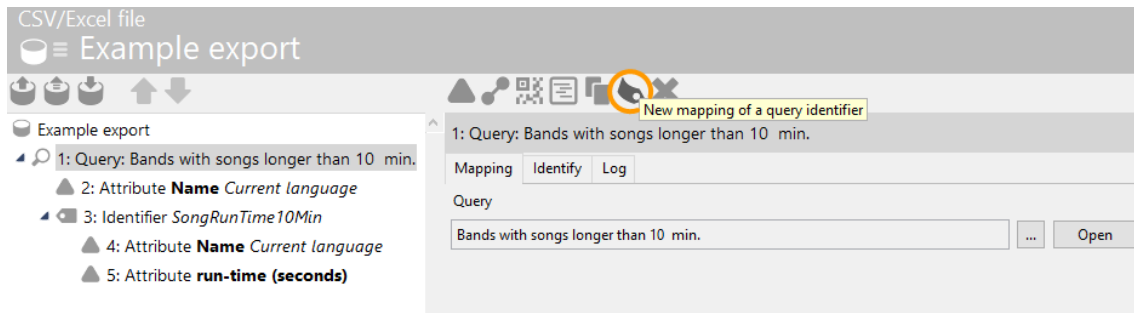 CSV/Excel file
Example export
New mapping of a query identifier
Example export
1: Query: Bands with songs longer than 10 min.
2: Attribute Name Current language
3: Identifier SongRunTime10Min
4: Attribute Name Current language
5: Attribute run-time (seconds)
1: Query: Bands with songs longer than 10 min.
Mapping Identify Log
Query
Bands with songs longer than 10 min. ... Open